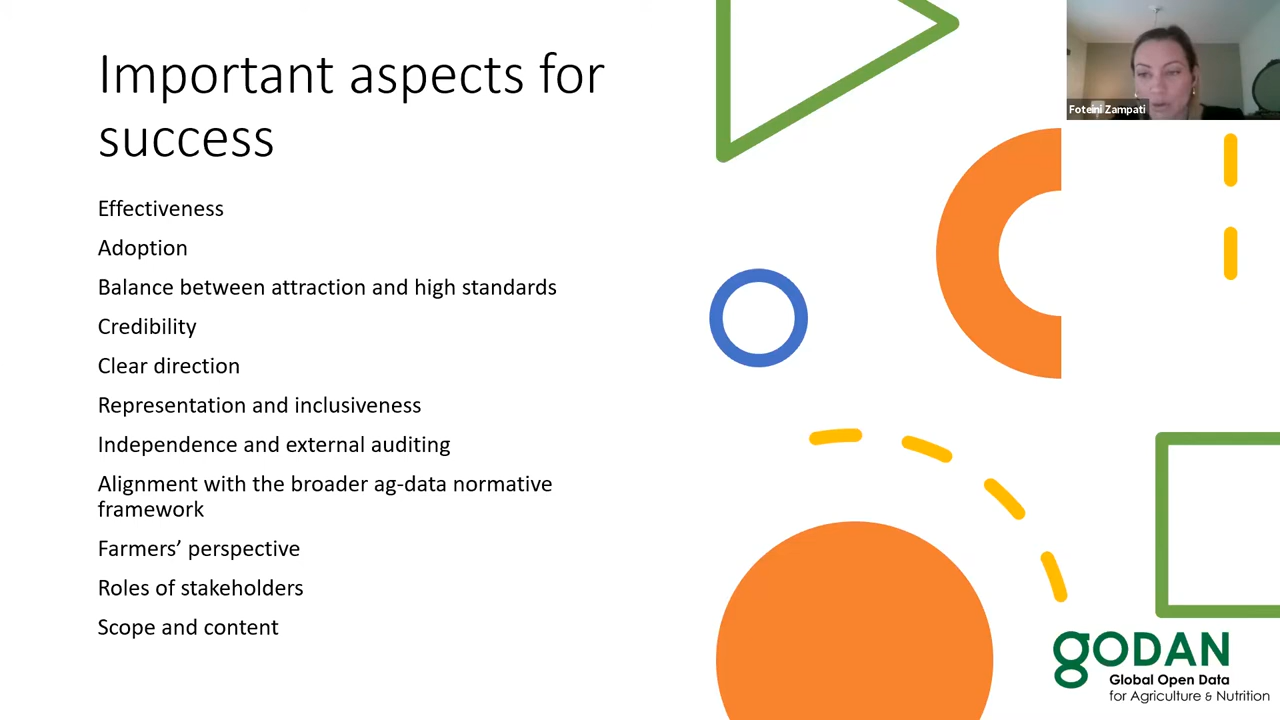 Important aspects for
success
Effectiveness
Adoption
Balance between attraction and high standards
Credibility
Clear direction
Representation and inclusiveness
Independence and external auditing
Alignment with the broader ag-data normative
framework
Farmers’ perspective
Roles of stakeholders
Scope and content
Foteini Zampati
gODAN
Global Open Data
for Agriculture & Nutrition